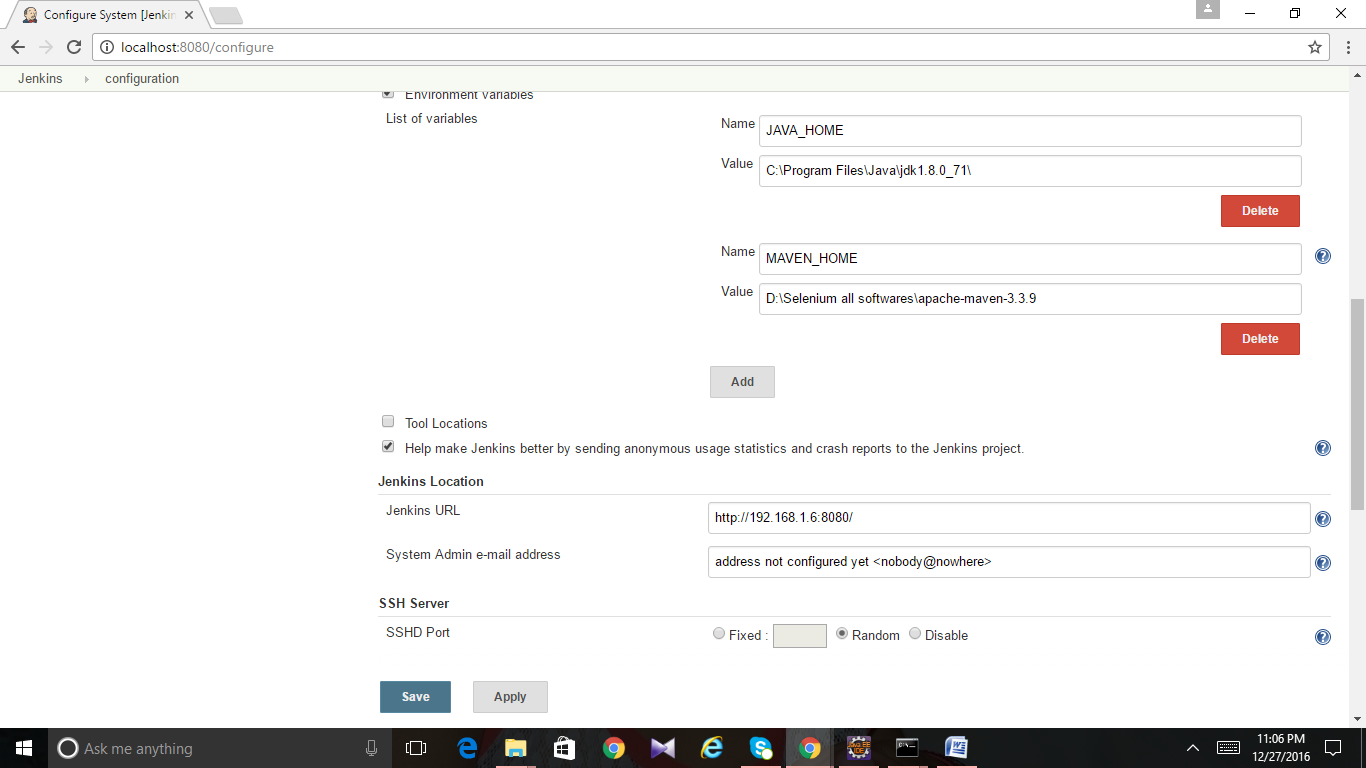 Configure System [Jenkin
localhost:8080/configure
Jenkins configuration
Environment variables
List of variables
Name JAVA_HOME
Value C:\Program Files\Java\jdk1.8.0_71\
Delete
Name MAVEN_HOME
Value D:\Selenium all softwares\apache-maven-3.3.9
Delete
Add
Tool Locations
Help make Jenkins better by sending anonymous usage statistics and crash reports to the Jenkins project.
Jenkins Location
Jenkins URL http://192.168.1.6:8080/
System Admin e-mail address address not configured yet <nobody@nowhere>
SSH Server
SSHD Port Fixed : Random Disable
Save Apply
Ask me anything
11:06 PM
12/27/2016